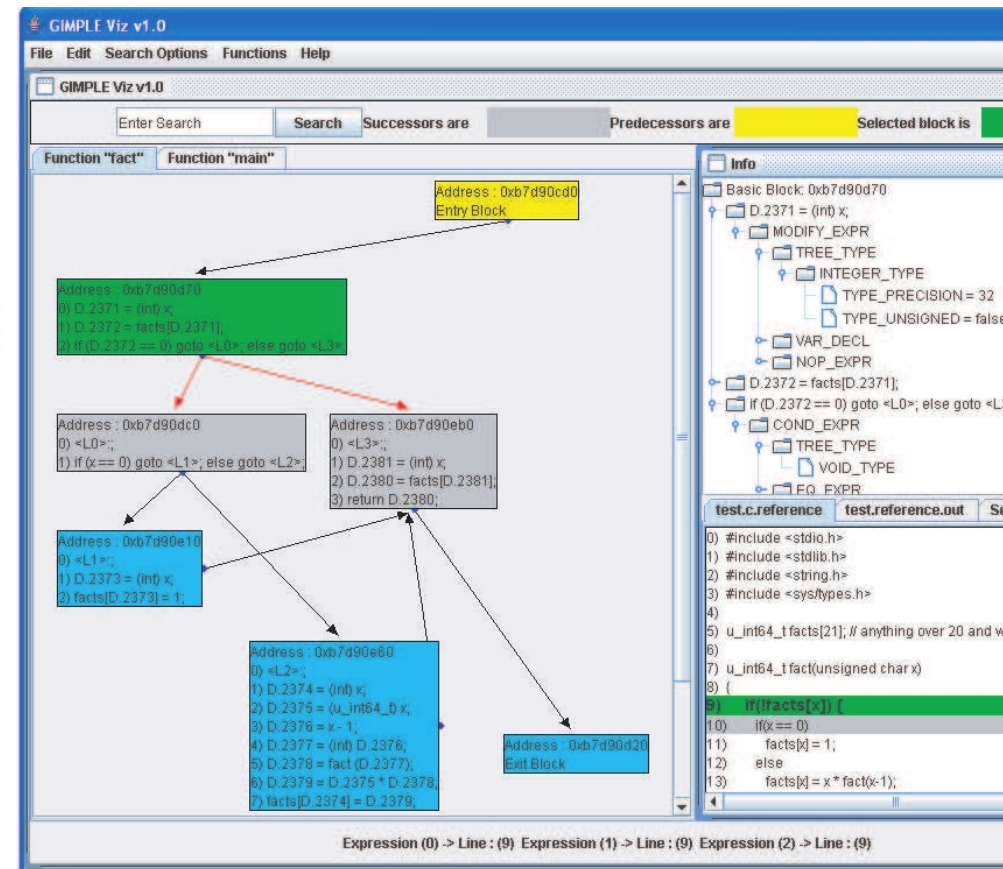 GIMPLE Viz v1.0
File Edit Search Options Functions Help
GIMPLE Viz v1.0
Enter Search Search Successors are Predecessors are Selected block is
Function "fact" Function "main"
Address : 0xb7d90cd0
Entry Block
Address : 0xb7d90d70
0) D.2371 = (int) x;
1) D.2372 = facts[D.2371];
2) if (D.2372 == 0) goto <L0>; else goto <L3>
Address : 0xb7d90dc0
0) <L0>:;
1) if (x == 0) goto <L1>; else goto <L2>;
Address : 0xb7d90eb0
0) <L3>:;
1) D.2381 = (int) x;
2) D.2380 = facts[D.2381];
3) return D.2380;
Address : 0xb7d90e10
0) <L1>:;
1) D.2373 = (int) x;
2) facts[D.2373] = 1;
Address : 0xb7d90e60
0) <L2>:;
1) D.2374 = (int) x;
2) D.2375 = (u_int64_t) x;
3) D.2376 = x - 1;
4) D.2377 = (int) D.2376;
5) D.2378 = fact (D.2377);
6) D.2379 = D.2375 * D.2378;
7) facts[D.2374] = D.2379;
Address : 0xb7d90d20
Exit Block
Info
Basic Block: 0xb7d90d70
D.2371 = (int) x;
MODIFY_EXPR
TREE_TYPE
INTEGER_TYPE
TYPE_PRECISION = 32
TYPE_UNSIGNED = false
VAR_DECL
NOP_EXPR
D.2372 = facts[D.2371];
if (D.2372 == 0) goto <L0>; else goto <L
COND_EXPR
TREE_TYPE
VOID_TYPE
EQ_EXPR
test.c.reference test.reference.out Se
0) #include <stdio.h>
1) #include <stdlib.h>
2) #include <string.h>
3) #include <sys/types.h>
4)
5) u_int64_t facts[21]; // anything over 20 and w
6)
7) u_int64_t fact(unsigned char x)
8) {
9) if(!facts[x]) {
10) if(x == 0)
11) facts[x] = 1;
12) else
13) facts[x] = x * fact(x-1);
Expression (0) -> Line : (9) Expression (1) -> Line : (9) Expression (2) -> Line : (9)